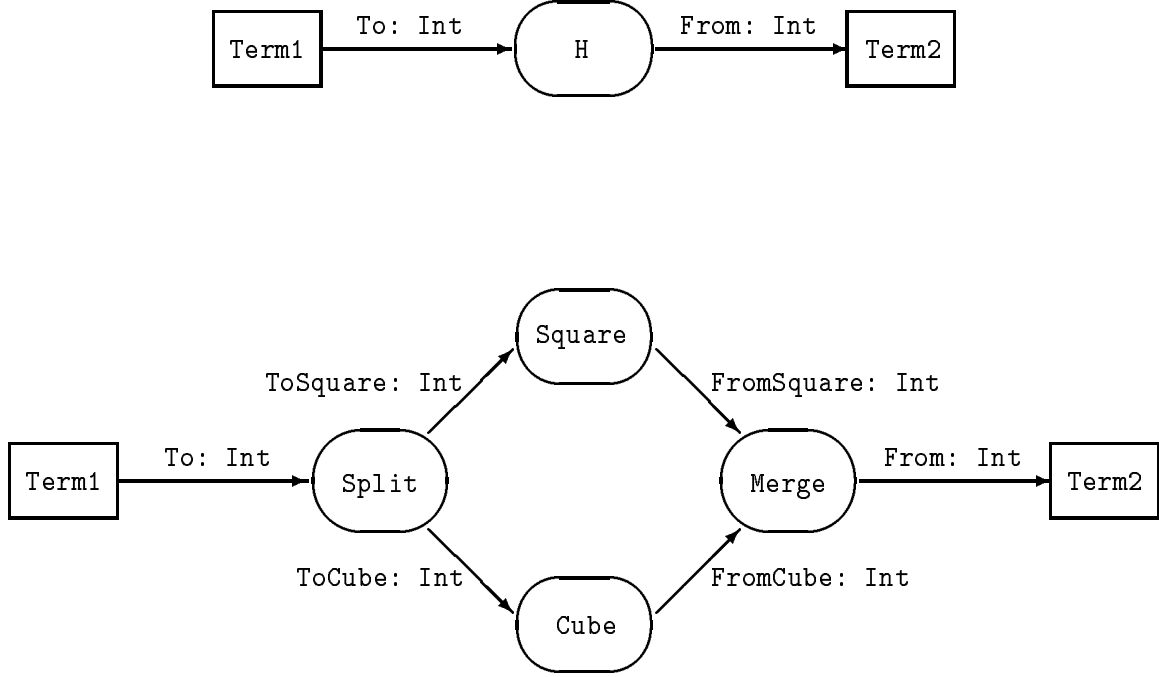 To: Int
From: Int
Term1
H
Term2
Square
ToSquare: Int
FromSquare: Int
To: Int
From: Int
Term1
Split
Merge
Term2
ToCube: Int
FromCube: Int
Cube